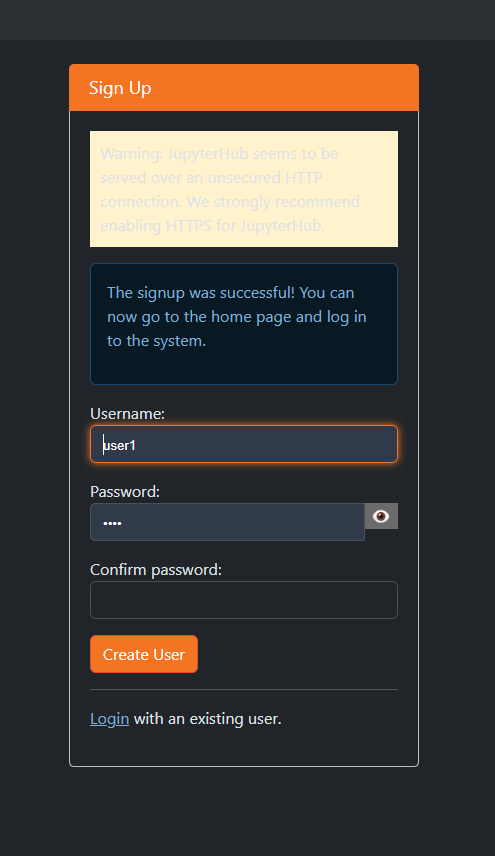 Sign Up
Warning: JupyterHub seems to be
served over an unsecured HTTP
connection. We strongly recommend
enabling HTTPS for JupyterHub.
The signup was successful! You can
now go to the home page and log in
to the system.
Username:
user1
Password:
••••
Confirm password:
Create User
Login with an existing user.